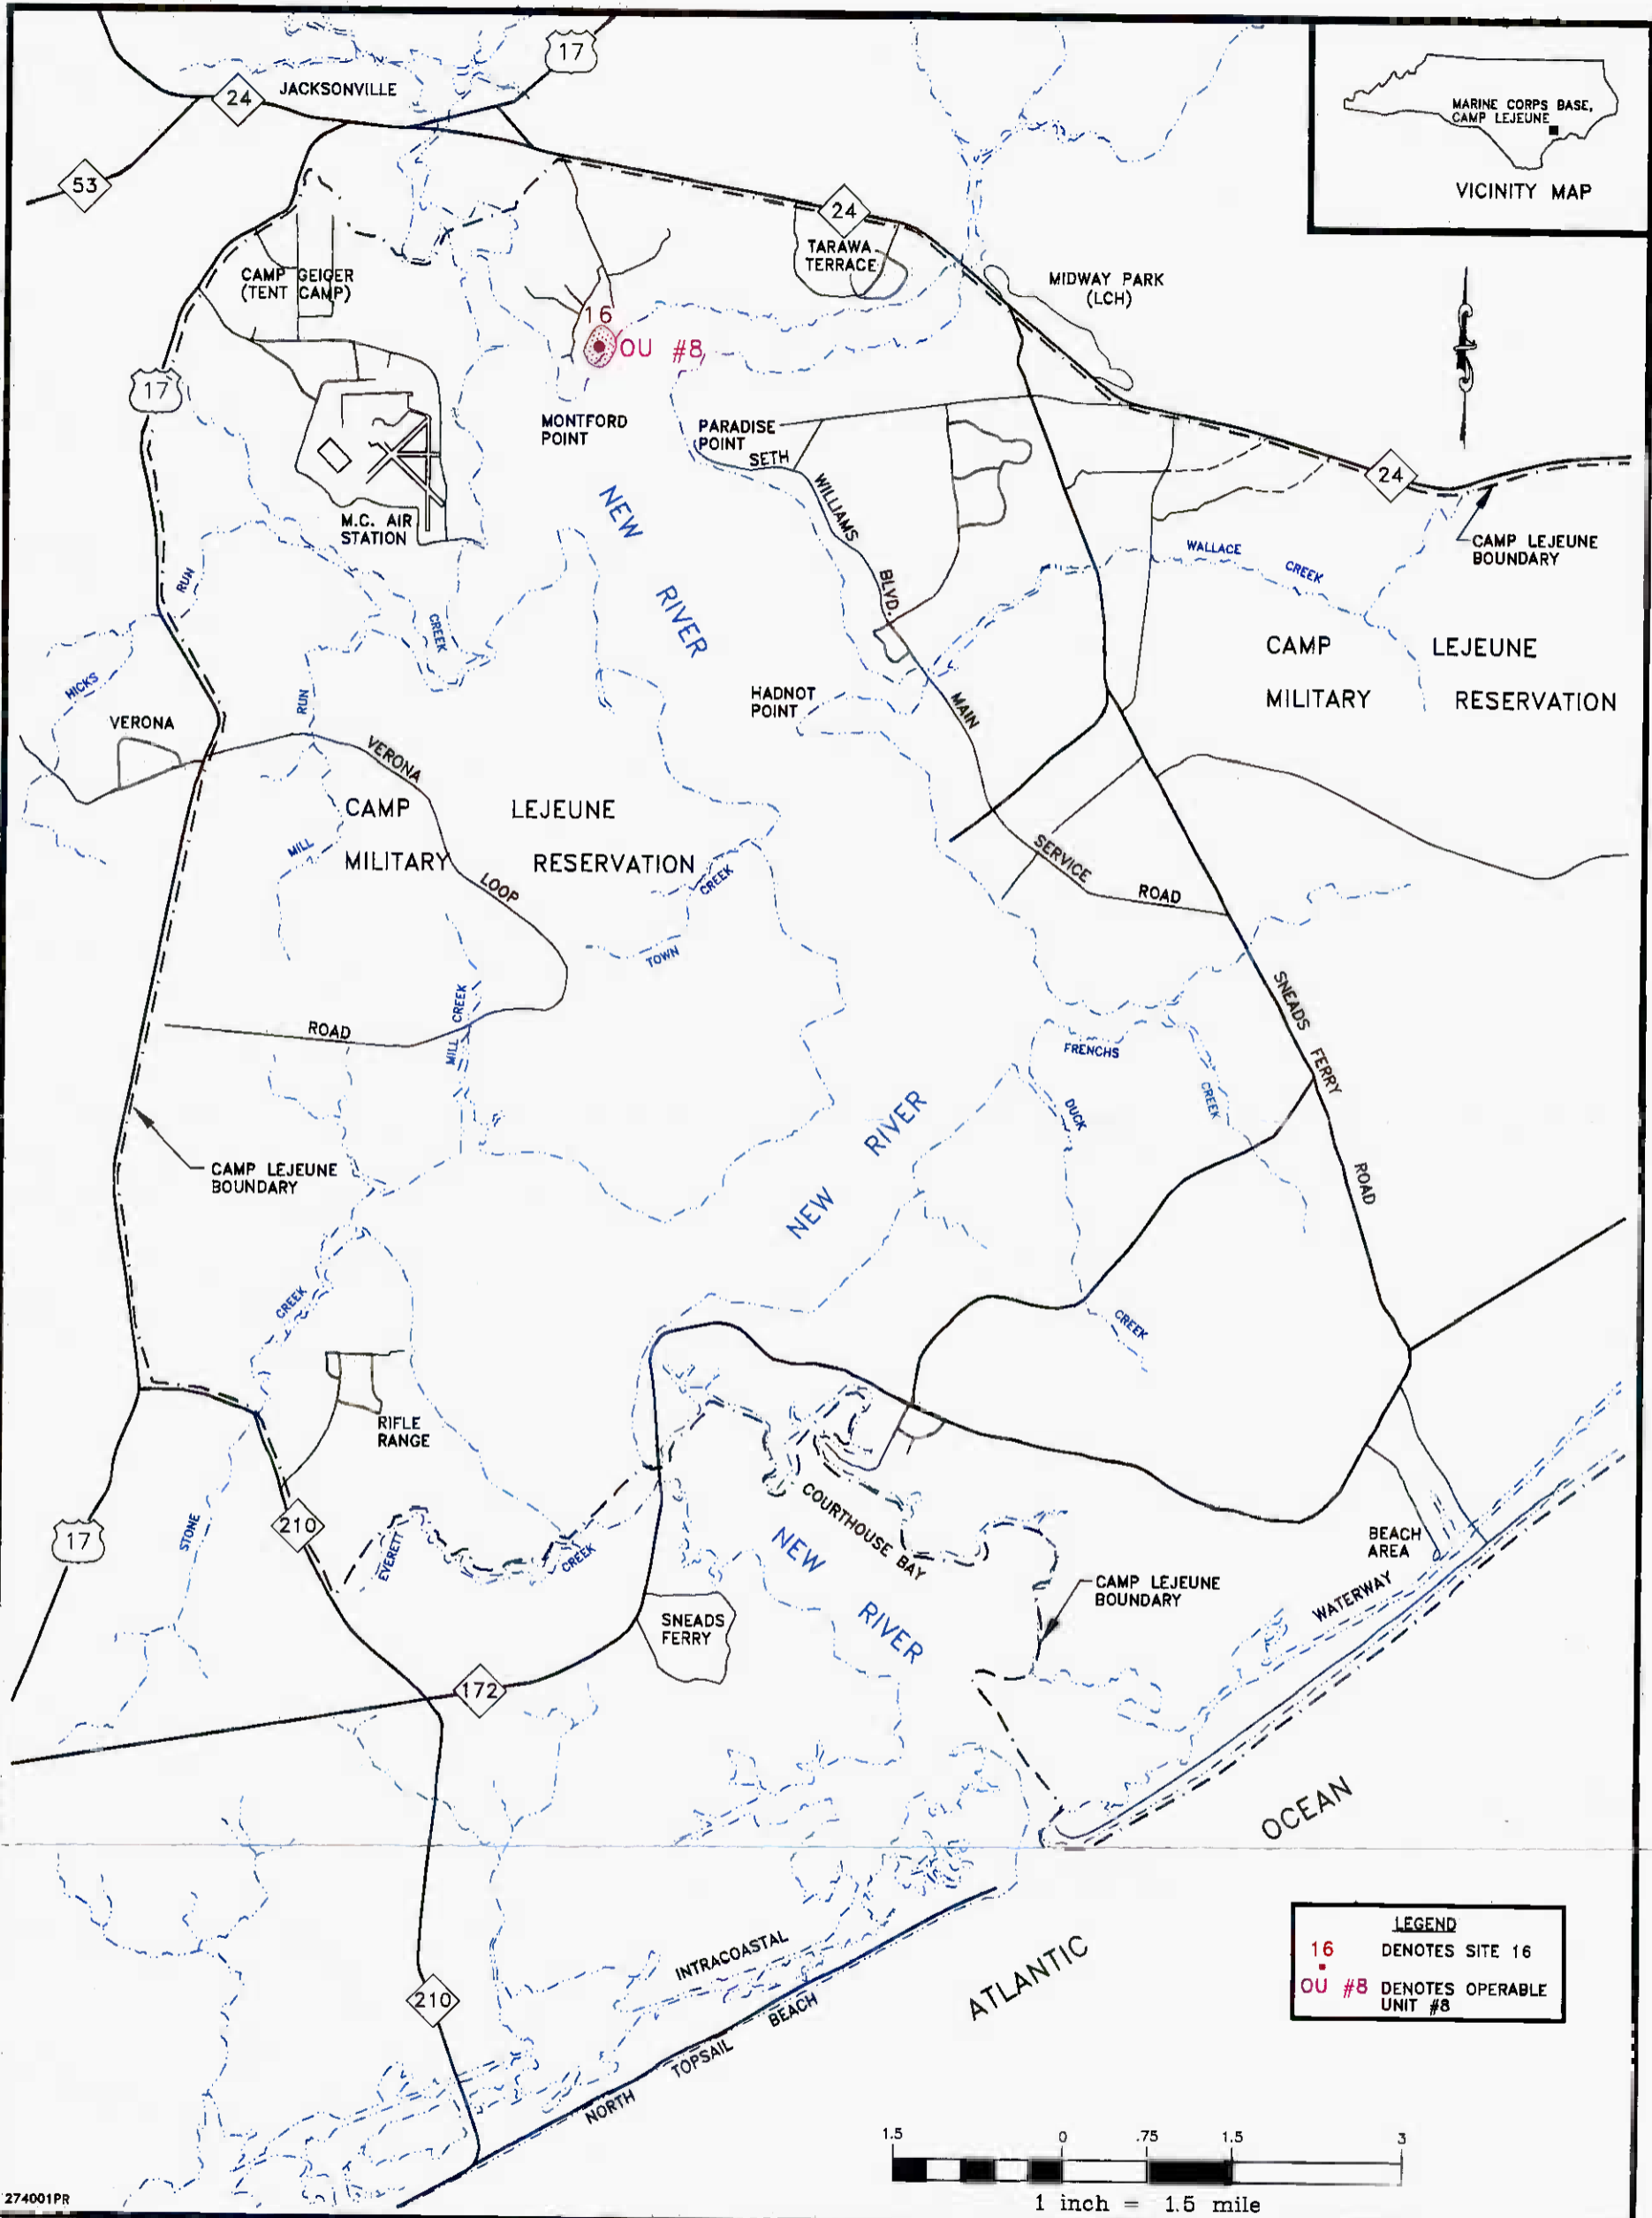 17
JACKSONVILLE
24
53
MARINE CORPS BASE,
CAMP LEJEUNE
VICINITY MAP
24
TARAWA
TERRACE
CAMP GEIGER
(TENT CAMP)
MIDWAY PARK
(LCH)
16
OU #8
17
MONTFORD
POINT
PARADISE
POINT
SETH
WILLIAMS
BLVD.
24
M.C. AIR
STATION
NEW
RIVER
CAMP LEJEUNE
BOUNDARY
WALLACE
CREEK
RUN
CREEK
HICKS
RUN
CAMP LEJEUNE
MILITARY RESERVATION
HADNOT
POINT
MAIN
VERONA
VERONA
CAMP LEJEUNE
MILITARY RESERVATION
MILL
LOOP
CREEK
TOWN
SERVICE
ROAD
SNEADS
FERRY
ROAD
MILL CREEK
ROAD
FRENCHS
CREEK
DUCK
NEW RIVER
CAMP LEJEUNE
BOUNDARY
CREEK
CREEK
RIFLE
RANGE
210
17
STONE
EVERETT
CREEK
COURTHOUSE BAY
NEW
RIVER
BEACH
AREA
CAMP LEJEUNE
BOUNDARY
WATERWAY
SNEADS
FERRY
172
OCEAN
ATLANTIC
INTRACOASTAL
210
NORTH TOPSAIL BEACH
LEGEND
16 DENOTES SITE 16
OU #8 DENOTES OPERABLE
UNIT #8
1.5 0 .75 1.5 3
1 inch = 1.5 mile
274001PR